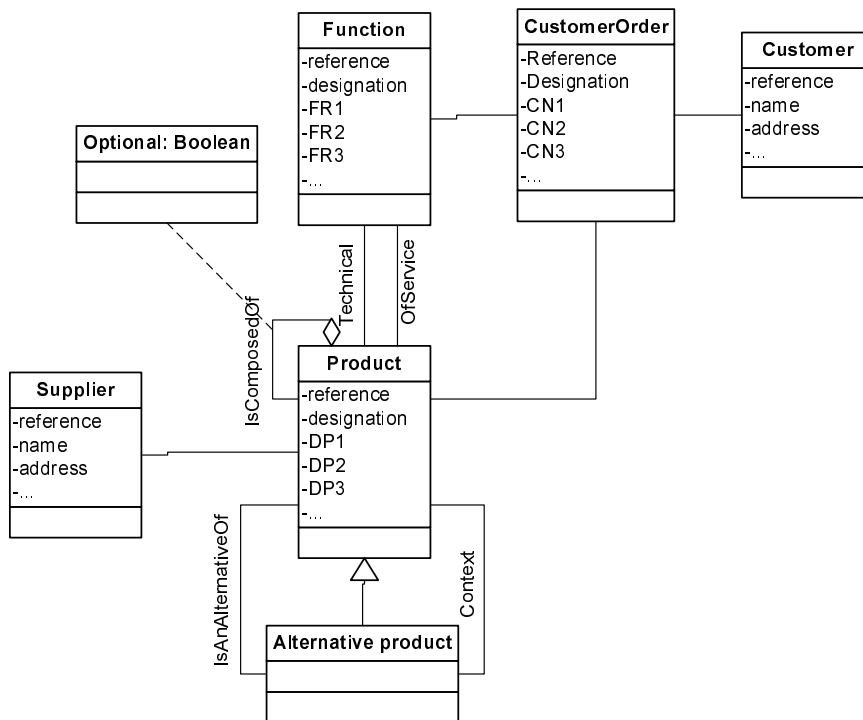 Function
-reference
-designation
-FR1
-FR2
-FR3
-...
CustomerOrder
-Reference
-Designation
-CN1
-CN2
-CN3
-...
Customer
-reference
-name
-address
-...
Optional: Boolean
IsComposedOf
Technical
OfService
Product
-reference
-designation
-DP1
-DP2
-DP3
-...
Supplier
-reference
-name
-address
-...
IsAnAlternativeOf
Context
Alternative product